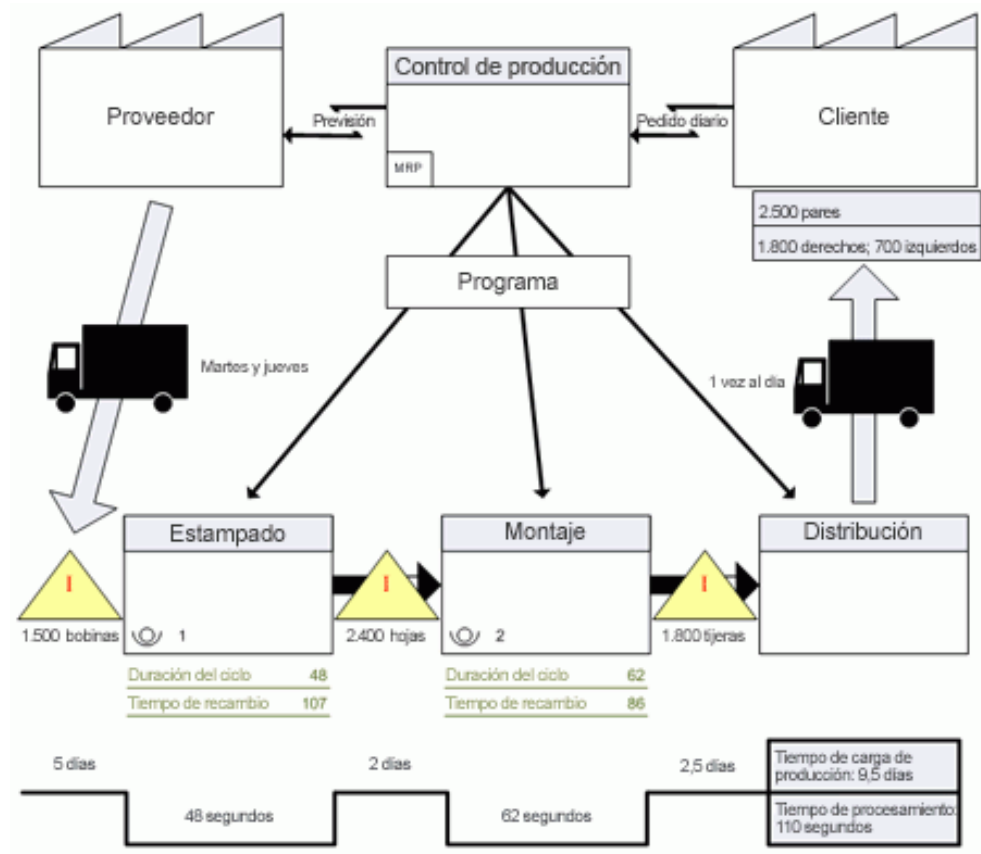 Proveedor
Previsión
Control de producción
MRP
Pedido diario
Cliente
2.500 pares
1.800 derechos; 700 izquierdos
Programa
Martes y jueves
1 vez al día
Estampado
Montaje
Distribución
I
I
I
1.500 bobinas
1
2.400 hojas
2
1.800 tijeras
Duración del ciclo 48
Tiempo de recambio 107
Duración del ciclo 62
Tiempo de recambio 86
5 días
2 días
2,5 días
48 segundos
62 segundos
Tiempo de carga de
producción: 9,5 días
Tiempo de procesamiento:
110 segundos